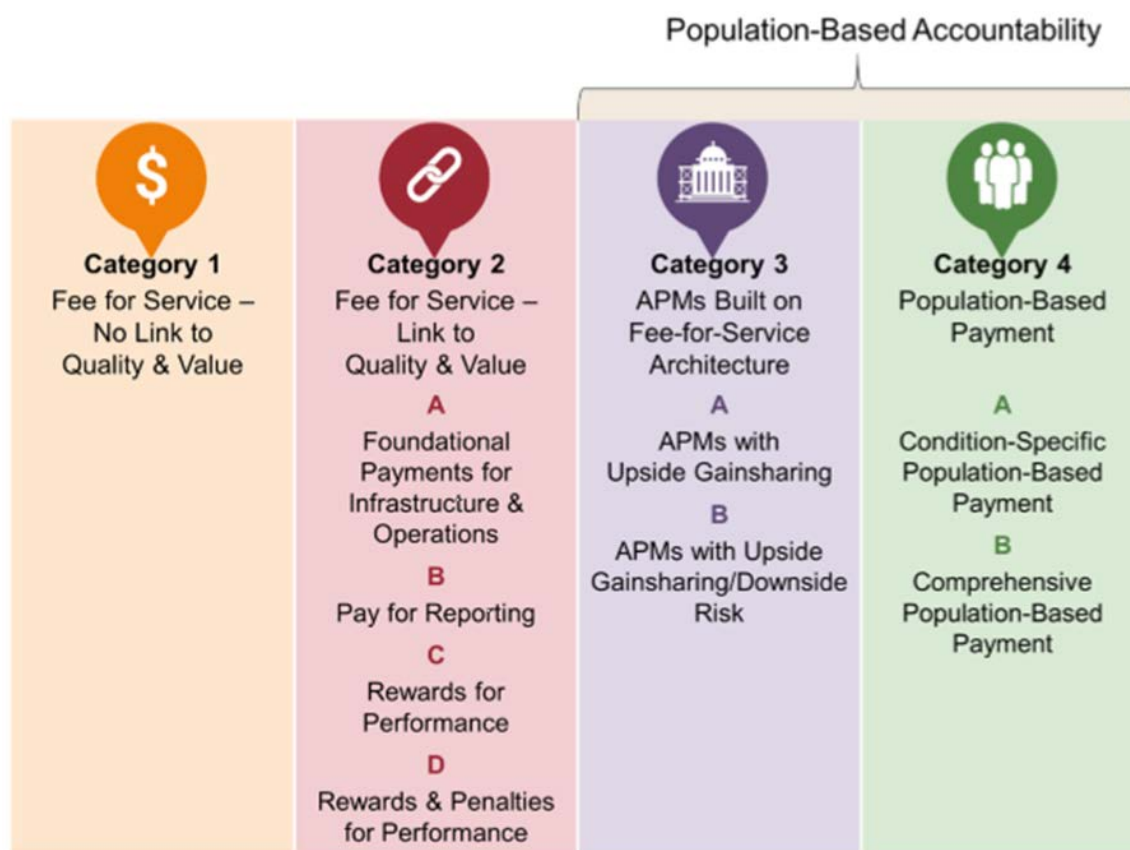 Population-Based Accountability
$
Category 1
Fee for Service –
No Link to
Quality & Value
Category 2
Fee for Service –
Link to
Quality & Value
A
Foundational
Payments for
Infrastructure &
Operations
B
Pay for Reporting
C
Rewards for
Performance
D
Rewards & Penalties
for Performance
Category 3
APMs Built on
Fee-for-Service
Architecture
A
APMs with
Upside Gainsharing
B
APMs with Upside
Gainsharing/Downside
Risk
Category 4
Population-Based
Payment
A
Condition-Specific
Population-Based
Payment
B
Comprehensive
Population-Based
Payment